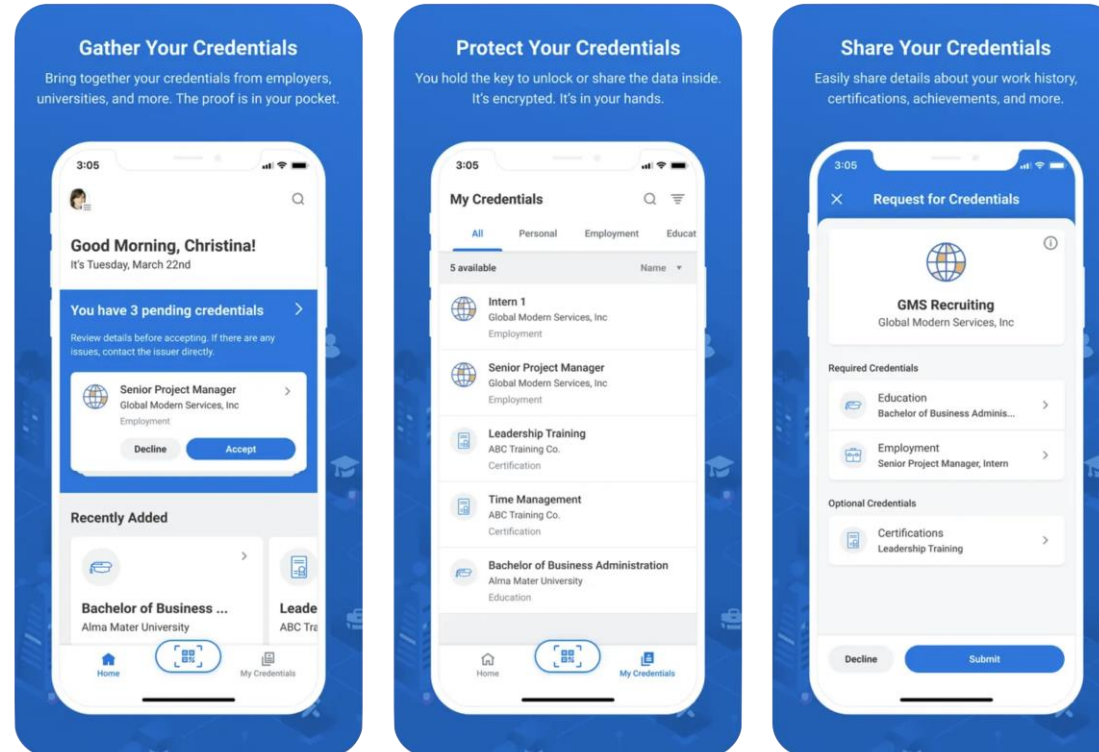 Gather Your Credentials
Bring together your credentials from employers,
universities, and more. The proof is in your pocket.
3:05
Good Morning, Christina!
It's Tuesday, March 22nd
You have 3 pending credentials
Review details before accepting. If there are any
issues, contact the issuer directly.
Senior Project Manager
Global Modern Services, Inc
Employment
Decline
Accept
Recently Added
Bachelor of Business ...
Alma Mater University
Leade
ABC Tra
Home
My Credentials
Protect Your Credentials
You hold the key to unlock or share the data inside.
It's encrypted. It's in your hands.
3:05
My Credentials
All
Personal
Employment
Educat
5 available
Name
Intern 1
Global Modern Services, Inc
Employment
Senior Project Manager
Global Modern Services, Inc
Employment
Leadership Training
ABC Training Co.
Certification
Time Management
ABC Training Co.
Certification
Bachelor of Business Administration
Alma Mater University
Education
Home
My Credentials
Share Your Credentials
Easily share details about your work history,
certifications, achievements, and more.
3:05
Request for Credentials
GMS Recruiting
Global Modern Services, Inc
Required Credentials
Education
Bachelor of Business Adminis...
Employment
Senior Project Manager, Intern
Optional Credentials
Certifications
Leadership Training
Decline
Submit